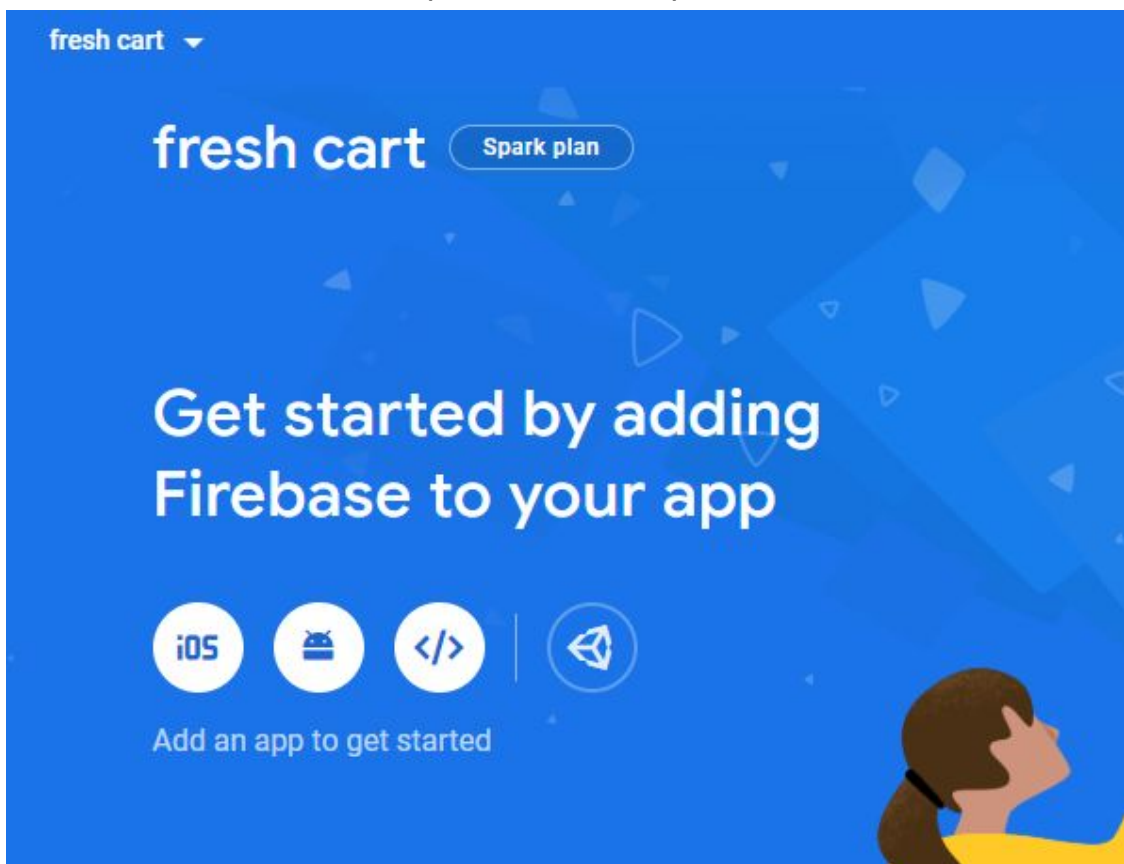 fresh cart
fresh cart Spark plan
Get started by adding
Firebase to your app
iOS </>
Add an app to get started